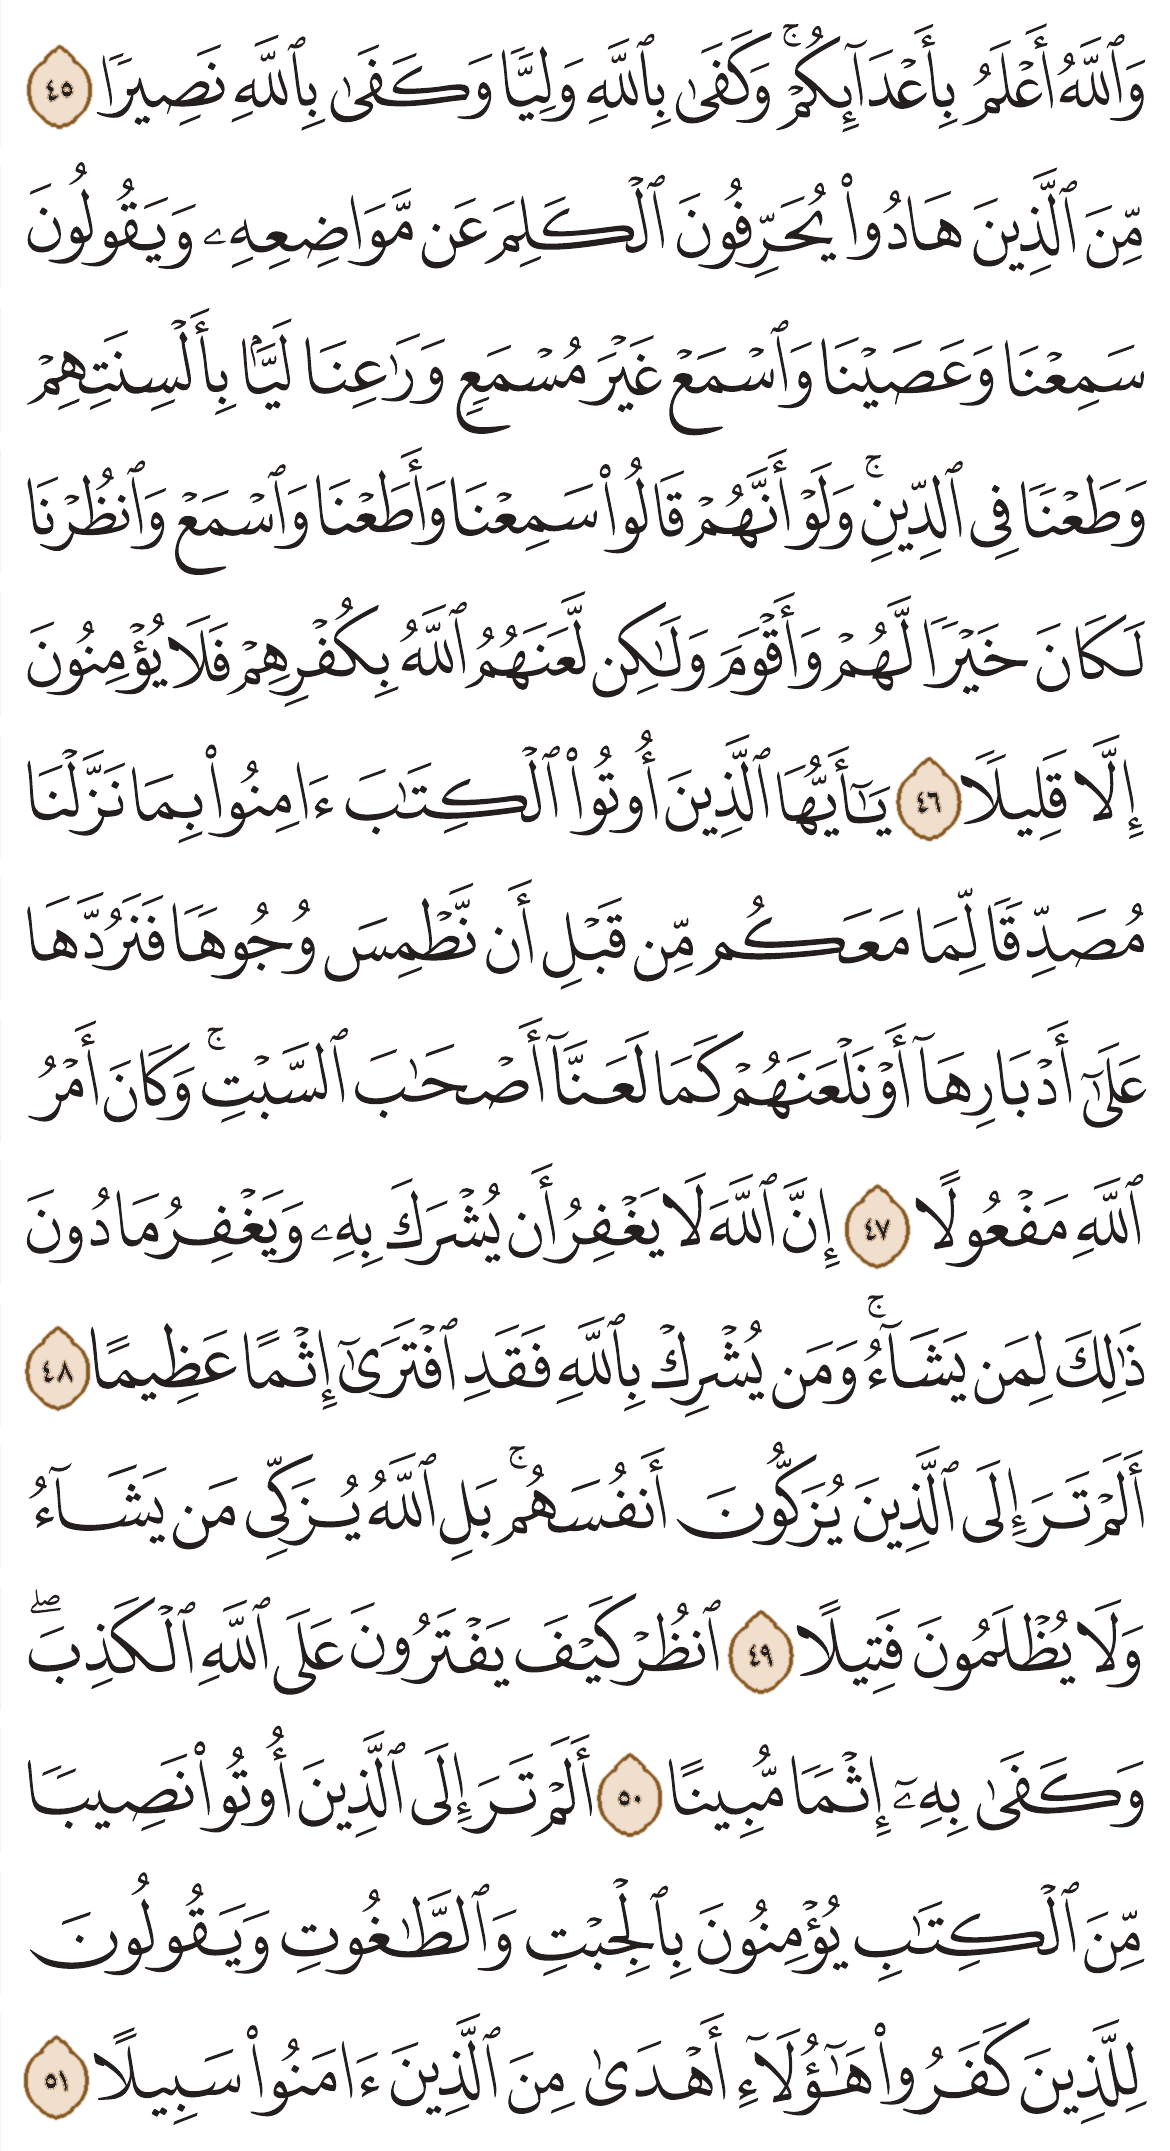 وَٱللَّهُ أَعۡلَمُ بِأَعۡدَآئِكُمۡۚ وَكَفَىٰ بِٱللَّهِ وَلِيّٗا وَكَفَىٰ بِٱللَّهِ نَصِيرٗا ٤٥
مِّنَ ٱلَّذِينَ هَادُواْ يُحَرِّفُونَ ٱلۡكَلِمَ عَن مَّوَاضِعِهِۦ وَيَقُولُونَ
سَمِعۡنَا وَعَصَيۡنَا وَٱسۡمَعۡ غَيۡرَ مُسۡمَعٖ وَرَٰعِنَا لَيَّۢا بِأَلۡسِنَتِهِمۡ
وَطَعۡنٗا فِي ٱلدِّينِۚ وَلَوۡ أَنَّهُمۡ قَالُواْ سَمِعۡنَا وَأَطَعۡنَا وَٱسۡمَعۡ وَٱنظُرۡنَا
لَكَانَ خَيۡرٗا لَّهُمۡ وَأَقۡوَمَ وَلَٰكِن لَّعَنَهُمُ ٱللَّهُ بِكُفۡرِهِمۡ فَلَا يُؤۡمِنُونَ
إِلَّا قَلِيلٗا ٤٦ يَٰٓأَيُّهَا ٱلَّذِينَ أُوتُواْ ٱلۡكِتَٰبَ ءَامِنُواْ بِمَا نَزَّلۡنَا
مُصَدِّقٗا لِّمَا مَعَكُم مِّن قَبۡلِ أَن نَّطۡمِسَ وُجُوهٗا فَنَرُدَّهَا
عَلَىٰٓ أَدۡبَارِهَآ أَوۡ نَلۡعَنَهُمۡ كَمَا لَعَنَّآ أَصۡحَٰبَ ٱلسَّبۡتِۚ وَكَانَ أَمۡرُ
ٱللَّهِ مَفۡعُولًا ٤٧ إِنَّ ٱللَّهَ لَا يَغۡفِرُ أَن يُشۡرَكَ بِهِۦ وَيَغۡفِرُ مَا دُونَ
ذَٰلِكَ لِمَن يَشَآءُۚ وَمَن يُشۡرِكۡ بِٱللَّهِ فَقَدِ ٱفۡتَرَىٰٓ إِثۡمًا عَظِيمًا ٤٨
أَلَمۡ تَرَ إِلَى ٱلَّذِينَ يُزَكُّونَ أَنفُسَهُمۚ بَلِ ٱللَّهُ يُزَكِّي مَن يَشَآءُ
وَلَا يُظۡلَمُونَ فَتِيلًا ٤٩ ٱنظُرۡ كَيۡفَ يَفۡتَرُونَ عَلَى ٱللَّهِ ٱلۡكَذِبَۖ
وَكَفَىٰ بِهِۦٓ إِثۡمٗا مُّبِينًا ٥٠ أَلَمۡ تَرَ إِلَى ٱلَّذِينَ أُوتُواْ نَصِيبٗا
مِّنَ ٱلۡكِتَٰبِ يُؤۡمِنُونَ بِٱلۡجِبۡتِ وَٱلطَّٰغُوتِ وَيَقُولُونَ
لِلَّذِينَ كَفَرُواْ هَٰٓؤُلَآءِ أَهۡدَىٰ مِنَ ٱلَّذِينَ ءَامَنُواْ سَبِيلًا ٥١